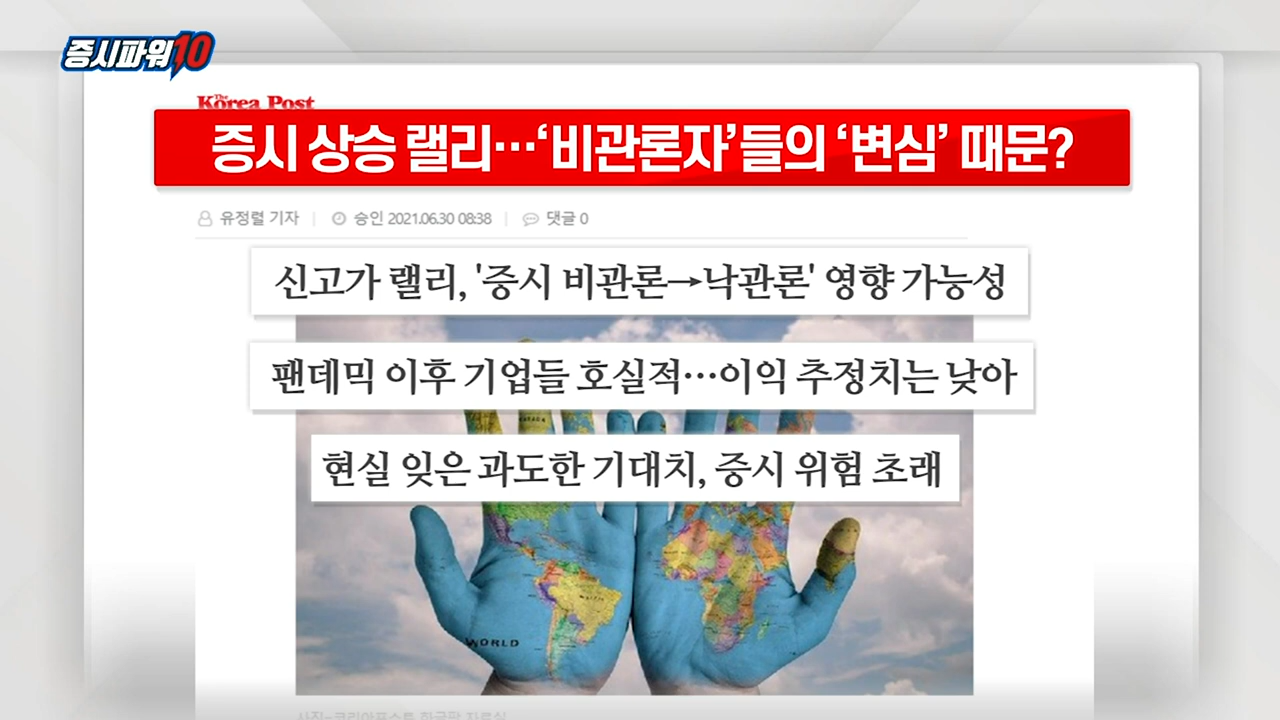 증시파워10
The Korea Post
증시 상승 랠리…‘비관론자’들의 ‘변심’ 때문?
유정렬 기자 | 승인 2021.06.30 08:38 | 댓글 0
신고가 랠리, '증시 비관론→낙관론' 영향 가능성
팬데믹 이후 기업들 호실적…이익 추정치는 낮아
현실 잊은 과도한 기대치, 증시 위험 초래
CANADA
WORLD